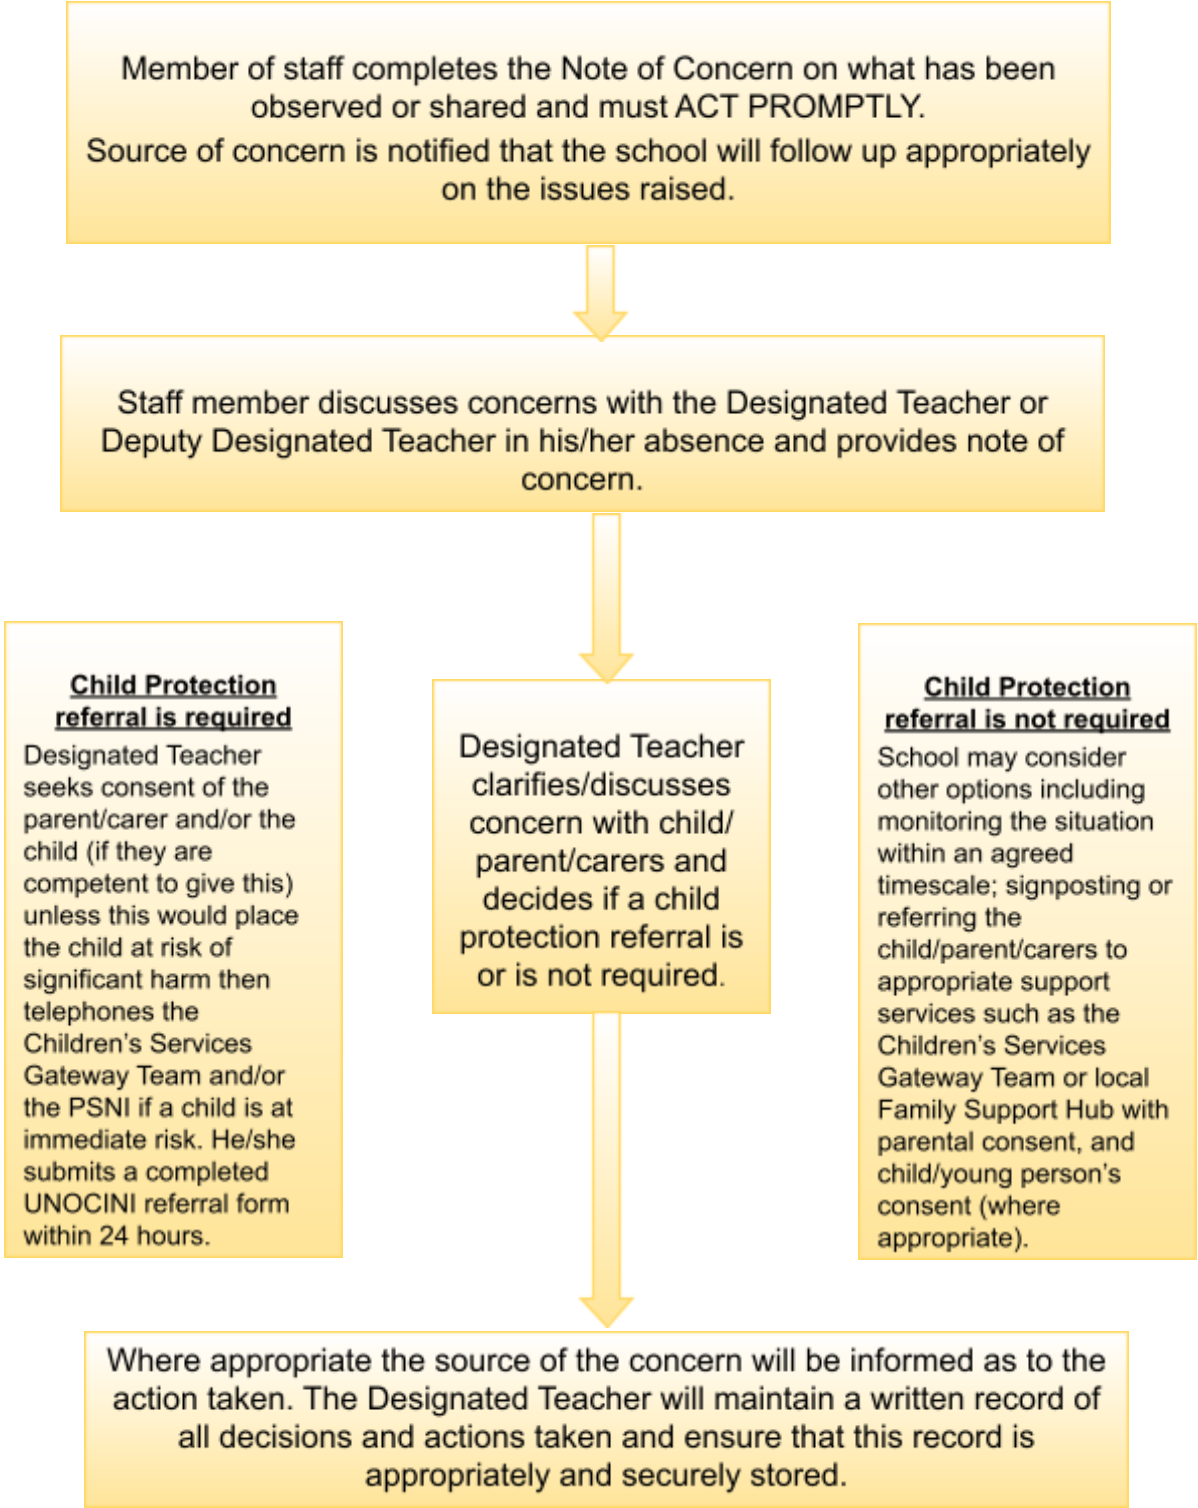 Member of staff completes the Note of Concern on what has been
observed or shared and must ACT PROMPTLY.
Source of concern is notified that the school will follow up appropriately
on the issues raised.
Staff member discusses concerns with the Designated Teacher or
Deputy Designated Teacher in his/her absence and provides note of
concern.
Child Protection
referral is required
Designated Teacher
seeks consent of the
parent/carer and/or the
child (if they are
competent to give this)
unless this would place
the child at risk of
significant harm then
telephones the
Children’s Services
Gateway Team and/or
the PSNI if a child is at
immediate risk. He/she
submits a completed
UNOCINI referral form
within 24 hours.
Designated Teacher
clarifies/discusses
concern with child/
parent/carers and
decides if a child
protection referral is
or is not required.
Child Protection
referral is not required
School may consider
other options including
monitoring the situation
within an agreed
timescale; signposting or
referring the
child/parent/carers to
appropriate support
services such as the
Children’s Services
Gateway Team or local
Family Support Hub with
parental consent, and
child/young person’s
consent (where
appropriate).
Where appropriate the source of the concern will be informed as to the
action taken. The Designated Teacher will maintain a written record of
all decisions and actions taken and ensure that this record is
appropriately and securely stored.